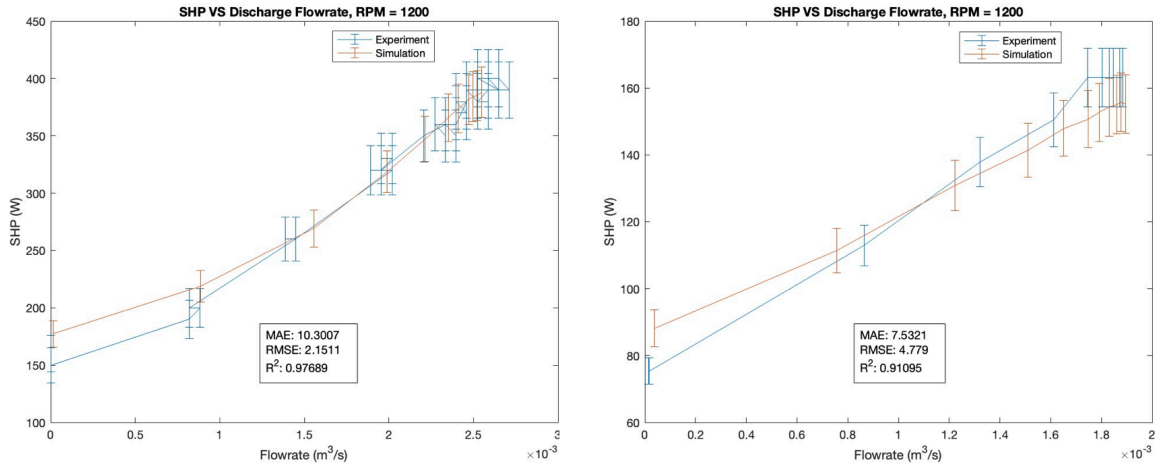 SHP VS Discharge Flowrate, RPM = 1200
450
400
350
300
250
200
150
100
SHP (W)
Experiment
Simulation
MAE: 10.3007
RMSE: 2.1511
R²: 0.97689
0 0.5 1 1.5 2 2.5 3
Flowrate (m³/s)
×10⁻³
SHP VS Discharge Flowrate, RPM = 1200
180
160
140
120
100
80
60
SHP (W)
Experiment
Simulation
MAE: 7.5321
RMSE: 4.779
R²: 0.91095
0 0.2 0.4 0.6 0.8 1 1.2 1.4 1.6 1.8 2
Flowrate (m³/s)
×10⁻³